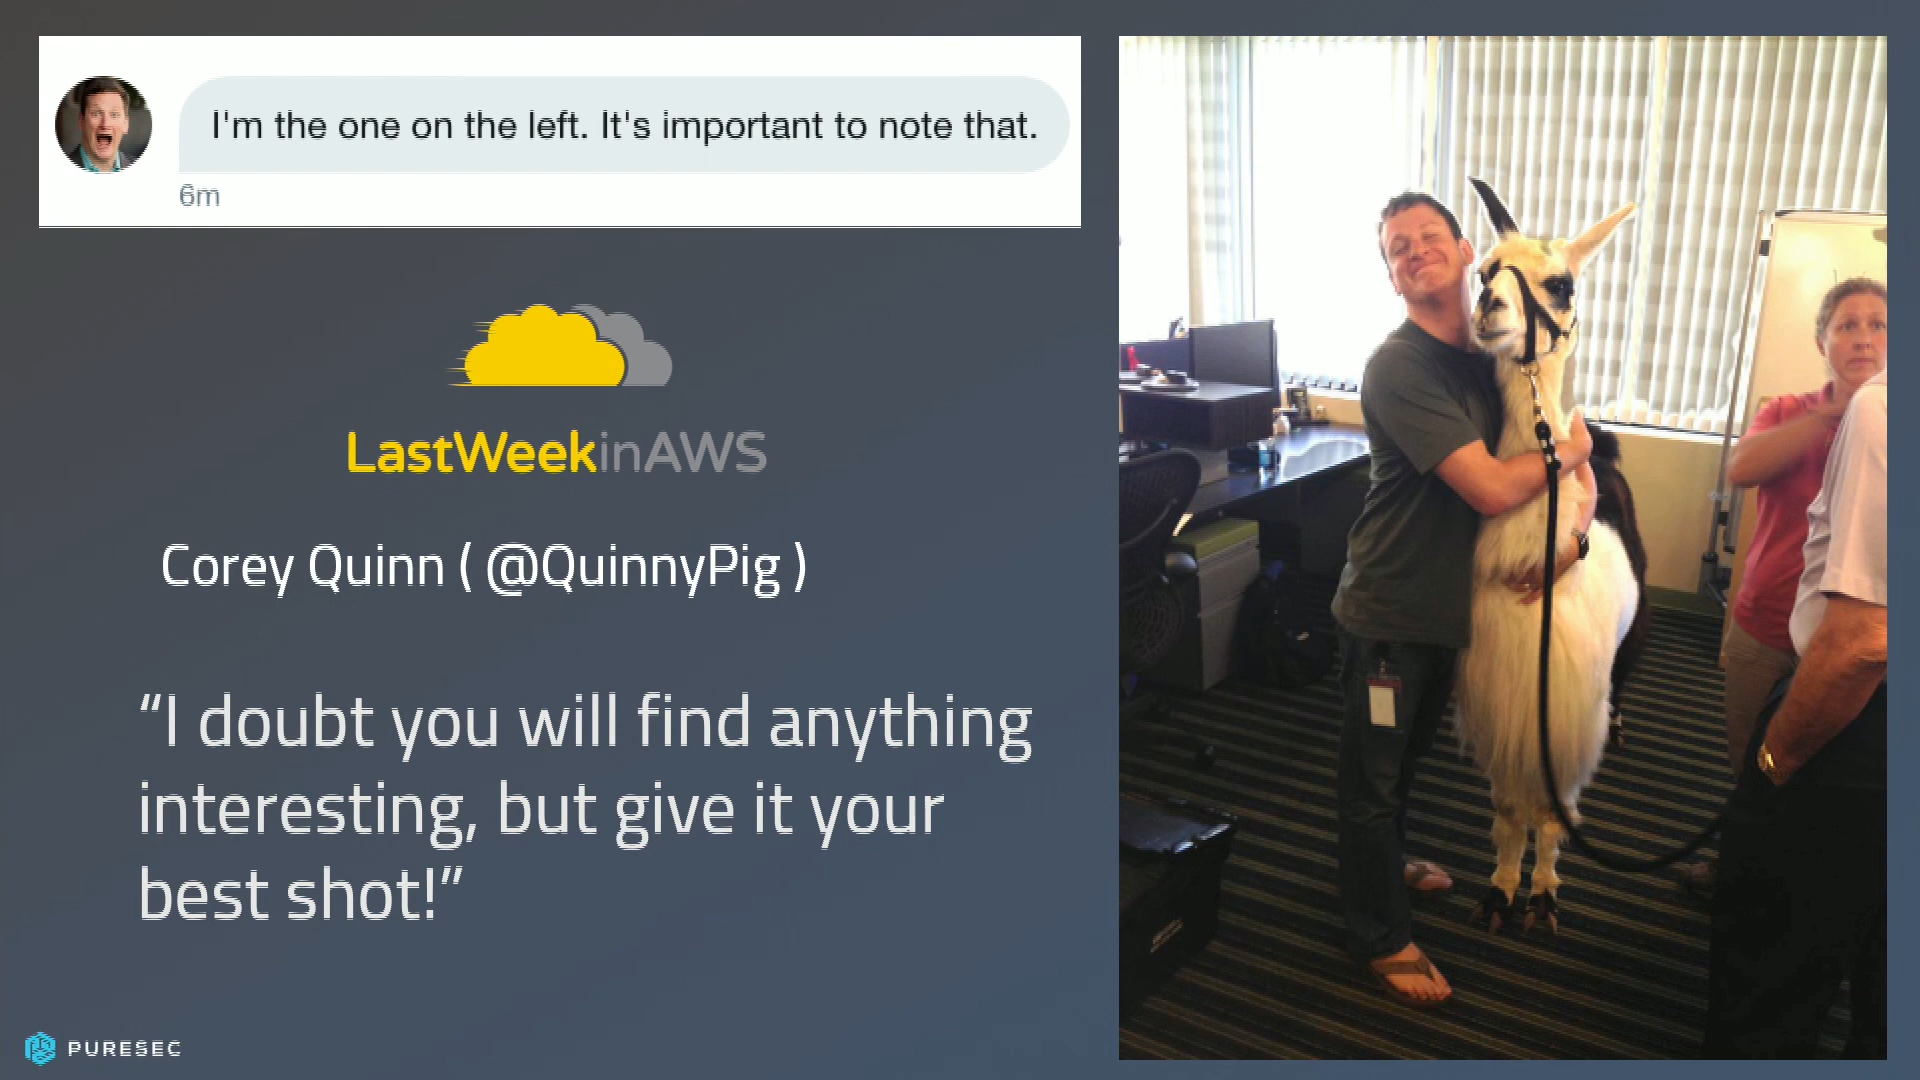 I'm the one on the left. It's important to note that.
6m
LastWeekinAWS
Corey Quinn ( @QuinnyPig )
“I doubt you will find anything
interesting, but give it your
best shot!”
PURESEC